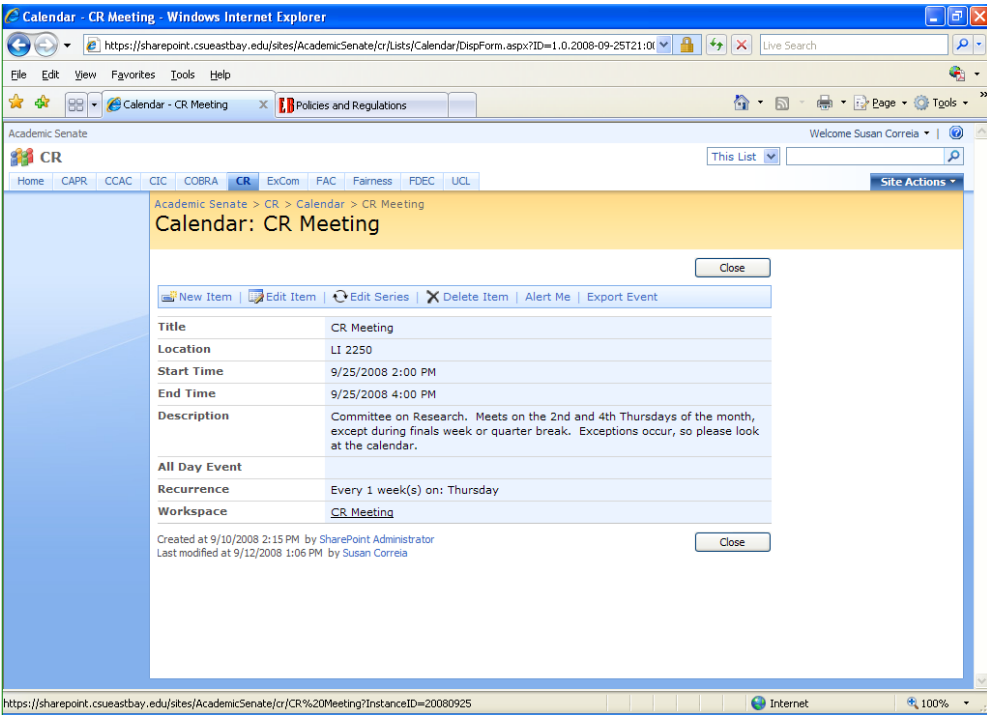 Calendar - CR Meeting - Windows Internet Explorer
https://sharepoint.csueastbay.edu/sites/AcademicSenate/cr/Lists/Calendar/DispForm.aspx?ID=1.0.2008-09-25T21:0( Live Search
File Edit View Favorites Tools Help
Calendar - CR Meeting X Policies and Regulations Page Tools »
Academic Senate Welcome Susan Correia
CR This List
Home CAPR CCAC CIC COBRA CR ExCom FAC Fairness FDEC UCL Site Actions
Academic Senate > CR > Calendar > CR Meeting
Calendar: CR Meeting
Close
New Item | Edit Item | Edit Series | Delete Item | Alert Me | Export Event
Title CR Meeting
Location LI 2250
Start Time 9/25/2008 2:00 PM
End Time 9/25/2008 4:00 PM
Description Committee on Research. Meets on the 2nd and 4th Thursdays of the month,
except during finals week or quarter break. Exceptions occur, so please look
at the calendar.
All Day Event
Recurrence Every 1 week(s) on: Thursday
Workspace CR Meeting
Created at 9/10/2008 2:15 PM by SharePoint Administrator
Close
Last modified at 9/12/2008 1:06 PM by Susan Correia
https://sharepoint.csueastbay.edu/sites/AcademicSenate/cr/CR%20Meeting?InstanceID=20080925 Internet 100%